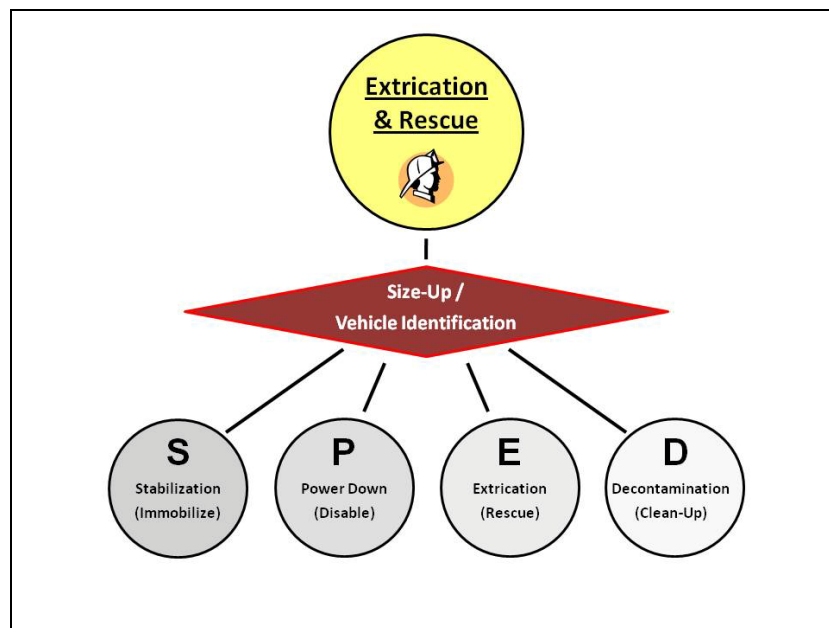 Extrication
& Rescue
Size-Up /
Vehicle Identification
S
Stabilization
(Immobilize)
P
Power Down
(Disable)
E
Extrication
(Rescue)
D
Decontamination
(Clean-Up)